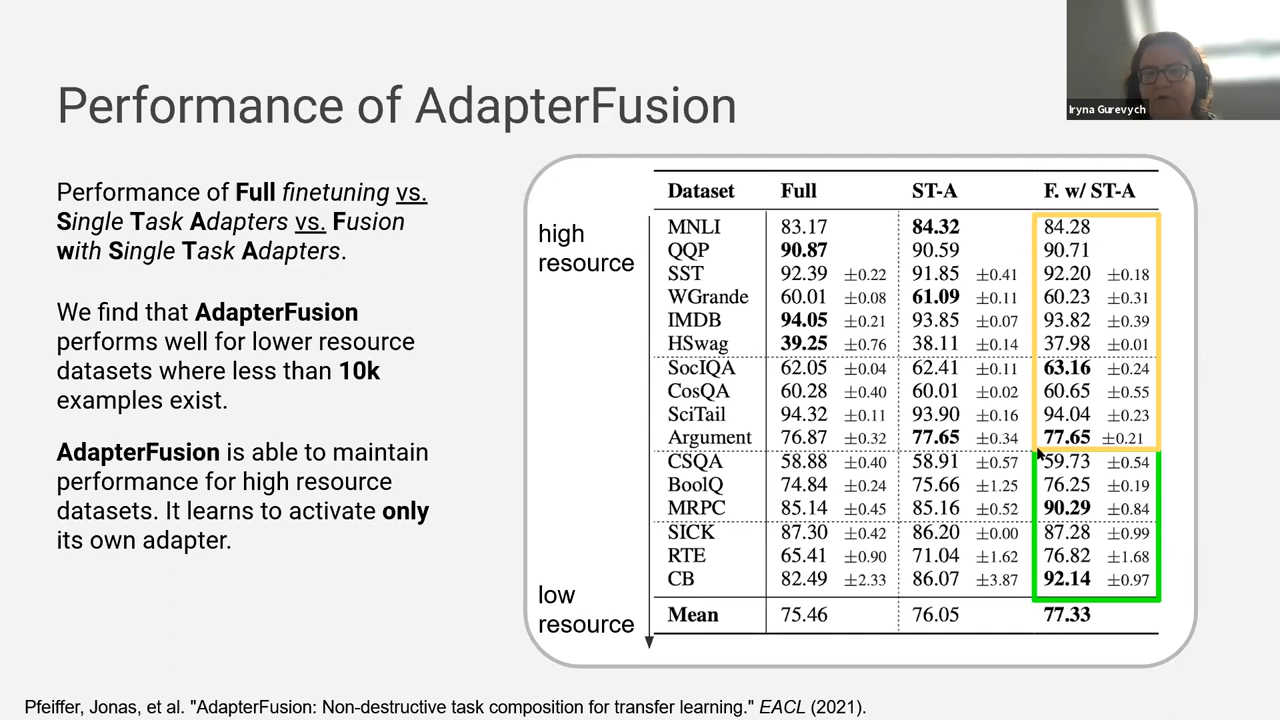 Iryna Gurevych
Performance of AdapterFusion
Performance of Full finetuning vs.
Single Task Adapters vs. Fusion
with Single Task Adapters.
We find that AdapterFusion
performs well for lower resource
datasets where less than 10k
examples exist.
AdapterFusion is able to maintain
performance for high resource
datasets. It learns to activate only
its own adapter.
high
resource
low
resource
Dataset Full ST-A F. w/ ST-A
MNLI 83.17 84.32 84.28
QQP 90.87 90.59 90.71
SST 92.39 ±0.22 91.85 ±0.41 92.20 ±0.18
WGrande 60.01 ±0.08 61.09 ±0.11 60.23 ±0.31
IMDB 94.05 ±0.21 93.85 ±0.07 93.82 ±0.39
HSwag 39.25 ±0.76 38.11 ±0.14 37.98 ±0.01
SocIQA 62.05 ±0.04 62.41 ±0.11 63.16 ±0.24
CosQA 60.28 ±0.40 60.01 ±0.02 60.65 ±0.55
SciTail 94.32 ±0.11 93.90 ±0.16 94.04 ±0.23
Argument 76.87 ±0.32 77.65 ±0.34 77.65 ±0.21
CSQA 58.88 ±0.40 58.91 ±0.57 59.73 ±0.54
BoolQ 74.84 ±0.24 75.66 ±1.25 76.25 ±0.19
MRPC 85.14 ±0.45 85.16 ±0.52 90.29 ±0.84
SICK 87.30 ±0.42 86.20 ±0.00 87.28 ±0.99
RTE 65.41 ±0.90 71.04 ±1.62 76.82 ±1.68
CB 82.49 ±2.33 86.07 ±3.87 92.14 ±0.97
Mean 75.46 76.05 77.33
Pfeiffer, Jonas, et al. "AdapterFusion: Non-destructive task composition for transfer learning." EACL (2021).